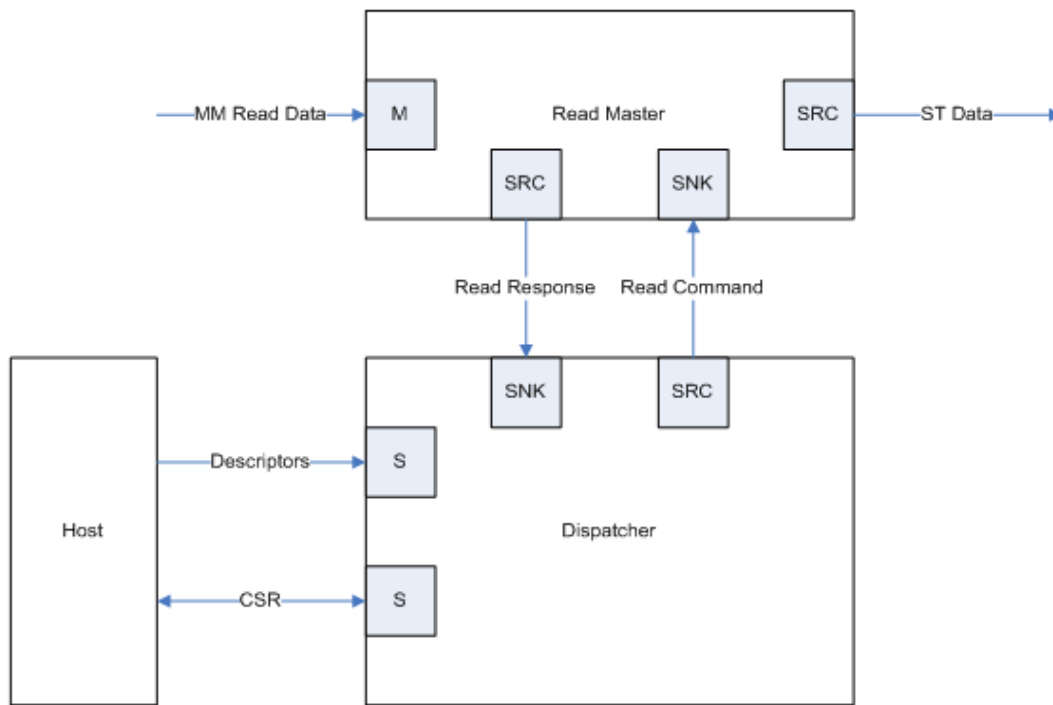 MM Read Data
M
Read Master
SRC
ST Data
SRC
SNK
Read Response
Read Command
SNK
SRC
Descriptors
S
Host
Dispatcher
CSR
S